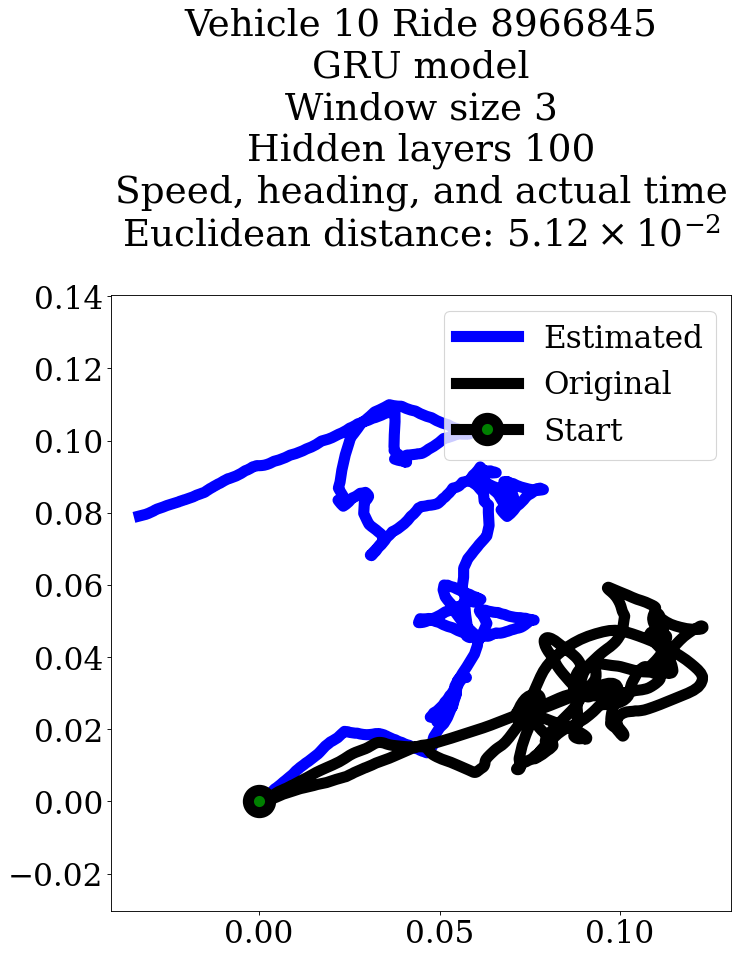 Vehicle 10 Ride 8966845
GRU model
Window size 3
Hidden layers 100
Speed, heading, and actual time
Euclidean distance: 5.12 × 10⁻²
0.14
0.12
0.10
0.08
0.06
0.04
0.02
0.00
−0.02
Estimated
Original
Start
0.00 0.05 0.10